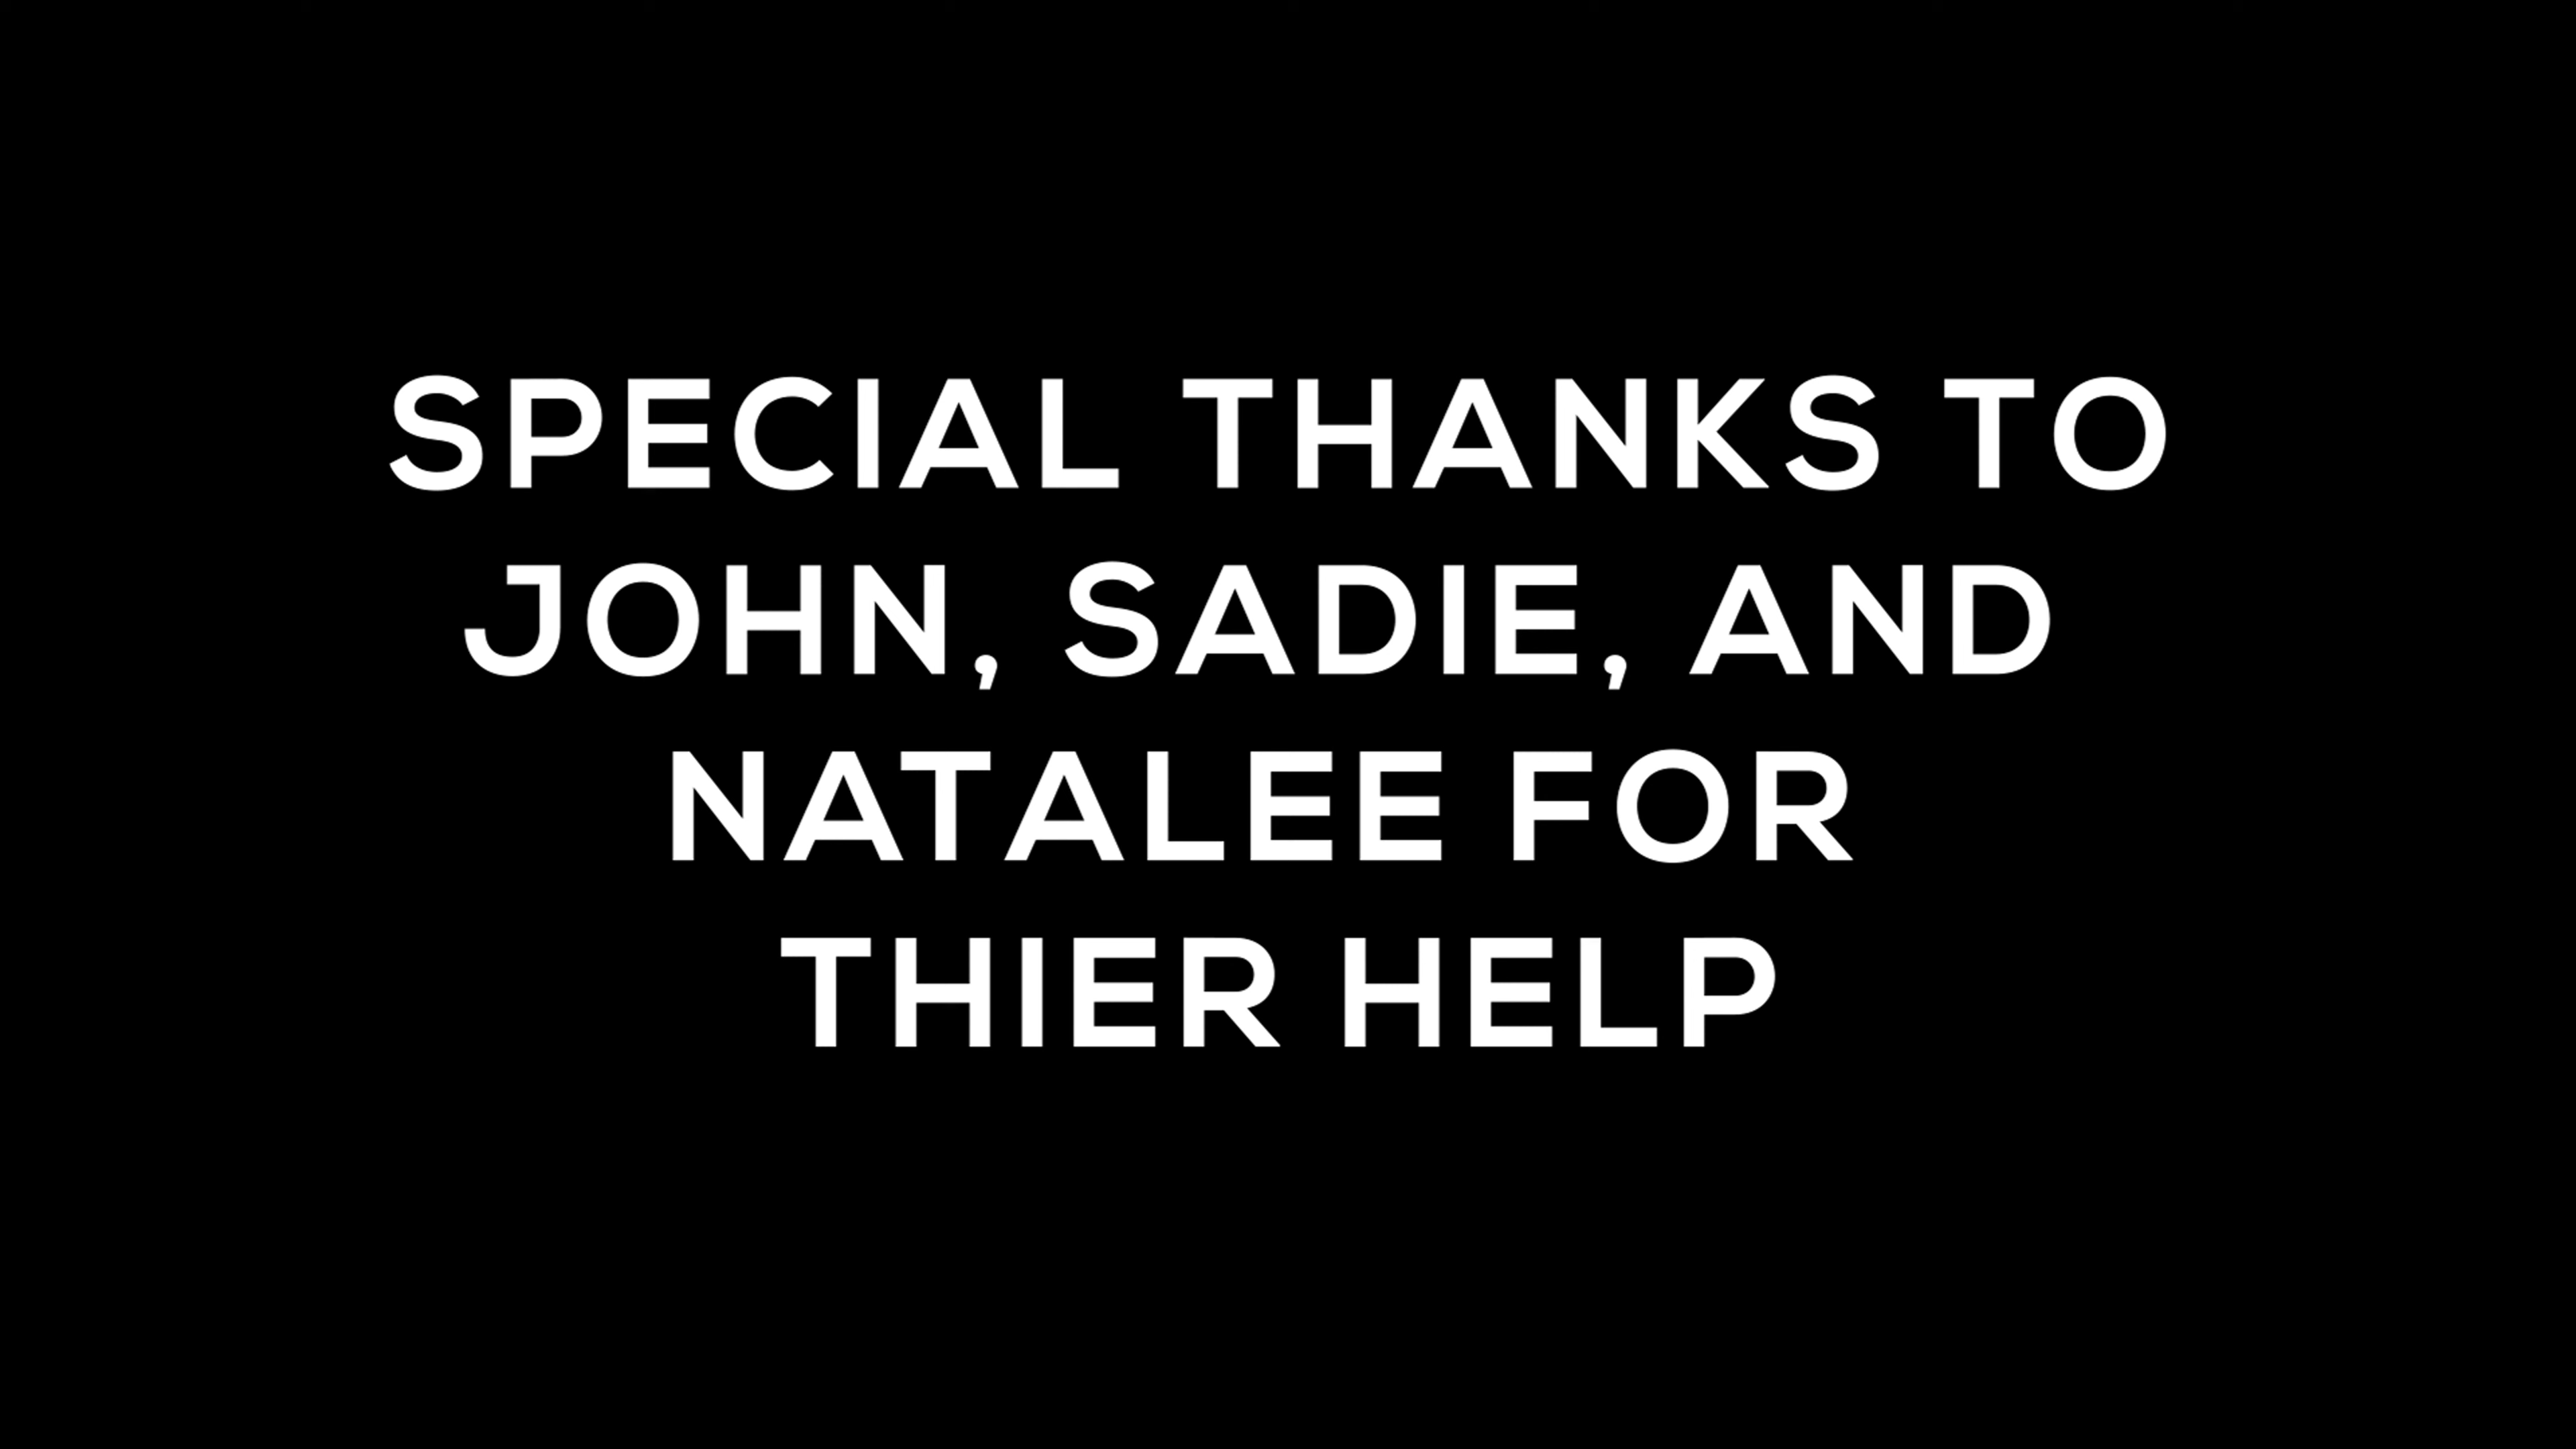 SPECIAL THANKS TO
JOHN, SADIE, AND
NATALEE FOR
THIER HELP